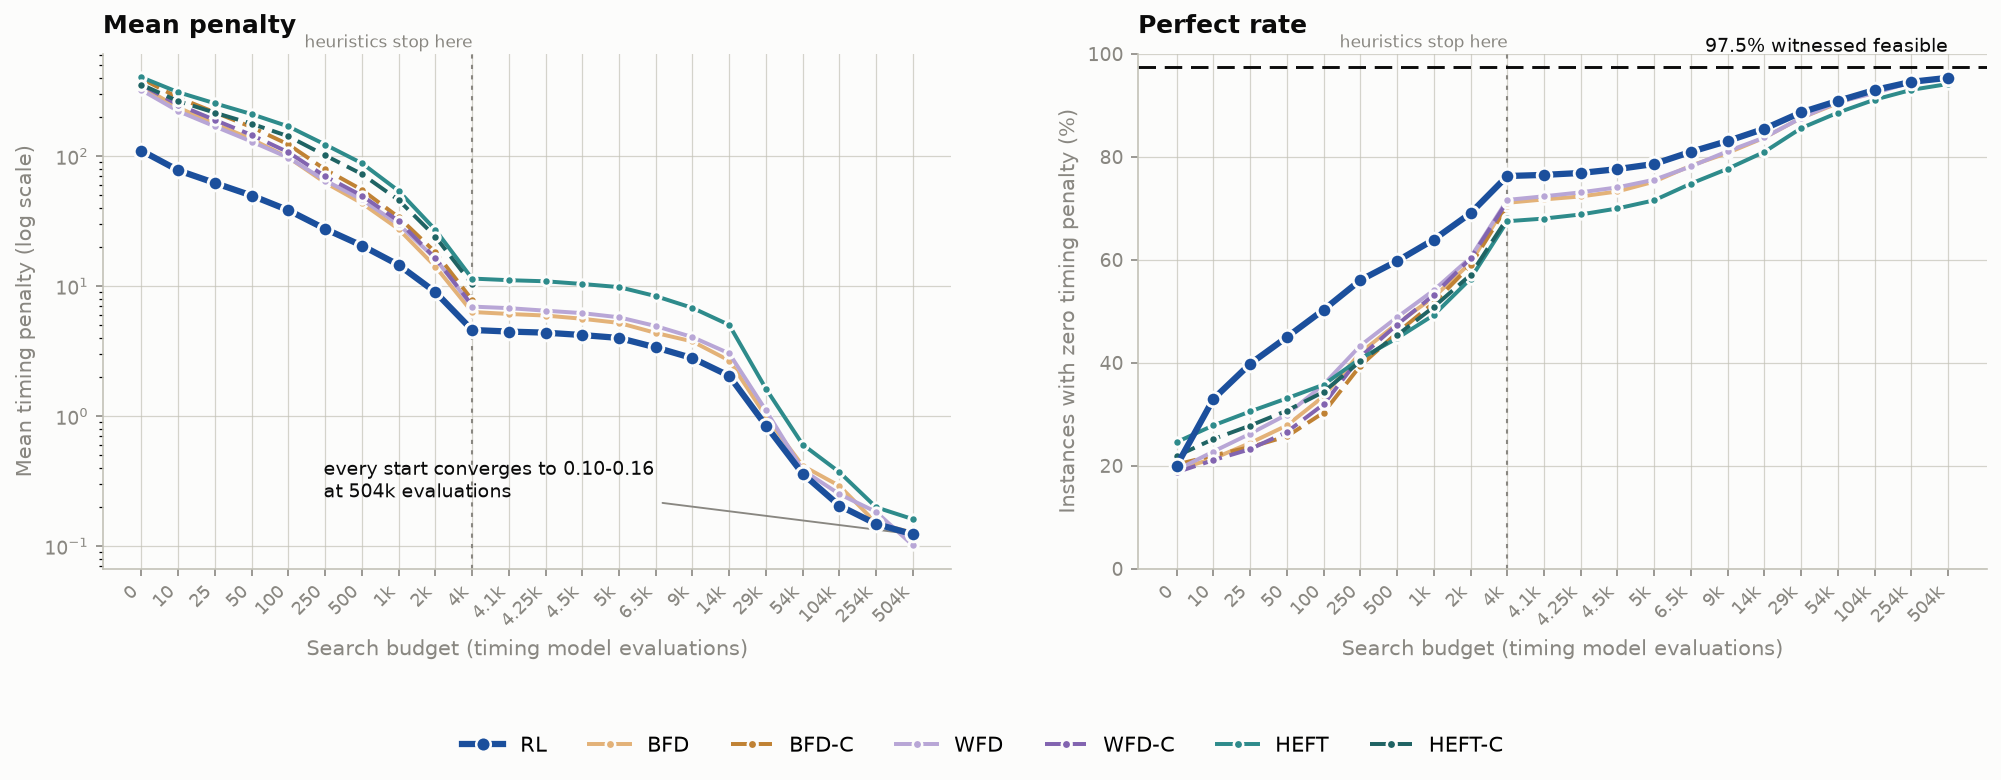 Mean penalty
heuristics stop here
Mean timing penalty (log scale)
10²
10¹
10⁰
10⁻¹
every start converges to 0.10-0.16
at 504k evaluations
0 10 25 50 100 250 500 1k 2k 4k 4.1k 4.25k 4.5k 5k 6.5k 9k 14k 29k 54k 104k 254k 504k
Search budget (timing model evaluations)
Perfect rate
heuristics stop here
97.5% witnessed feasible
Instances with zero timing penalty (%)
100
80
60
40
20
0
0 10 25 50 100 250 500 1k 2k 4k 4.1k 4.25k 4.5k 5k 6.5k 9k 14k 29k 54k 104k 254k 504k
Search budget (timing model evaluations)
RL BFD BFD-C WFD WFD-C HEFT HEFT-C